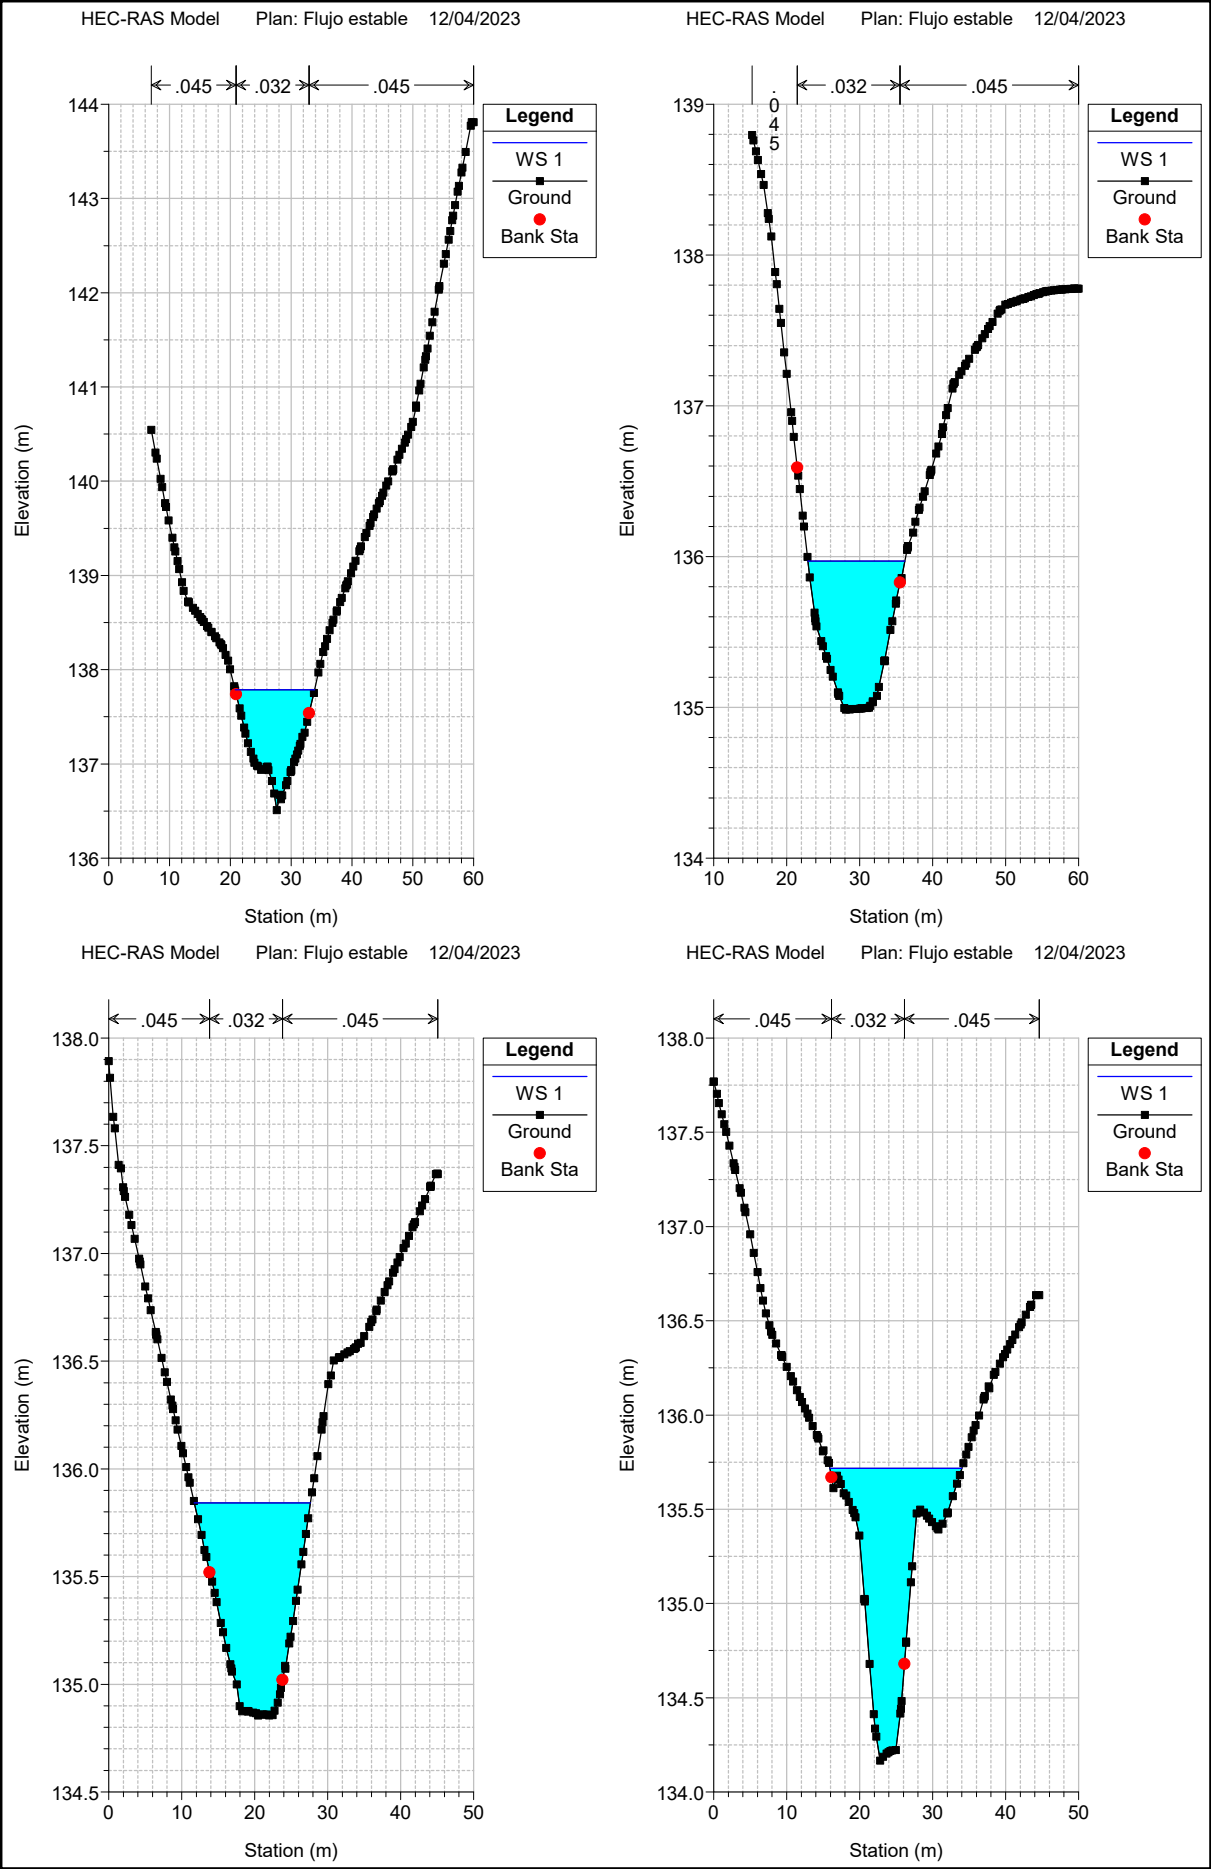 HEC-RAS Model Plan: Flujo estable 12/04/2023
.045 .032 .045
144
143
142
141
140
139
138
137
136
0 10 20 30 40 50 60
Elevation (m)
Station (m)
Legend
WS 1
Ground
Bank Sta
HEC-RAS Model Plan: Flujo estable 12/04/2023
.
0
4
5
.032 .045
139
138
137
136
135
134
10 20 30 40 50 60
Elevation (m)
Station (m)
Legend
WS 1
Ground
Bank Sta
HEC-RAS Model Plan: Flujo estable 12/04/2023
.045 .032 .045
138.0
137.5
137.0
136.5
136.0
135.5
135.0
134.5
0 10 20 30 40 50
Elevation (m)
Station (m)
Legend
WS 1
Ground
Bank Sta
HEC-RAS Model Plan: Flujo estable 12/04/2023
.045 .032 .045
138.0
137.5
137.0
136.5
136.0
135.5
135.0
134.5
134.0
0 10 20 30 40 50
Elevation (m)
Station (m)
Legend
WS 1
Ground
Bank Sta